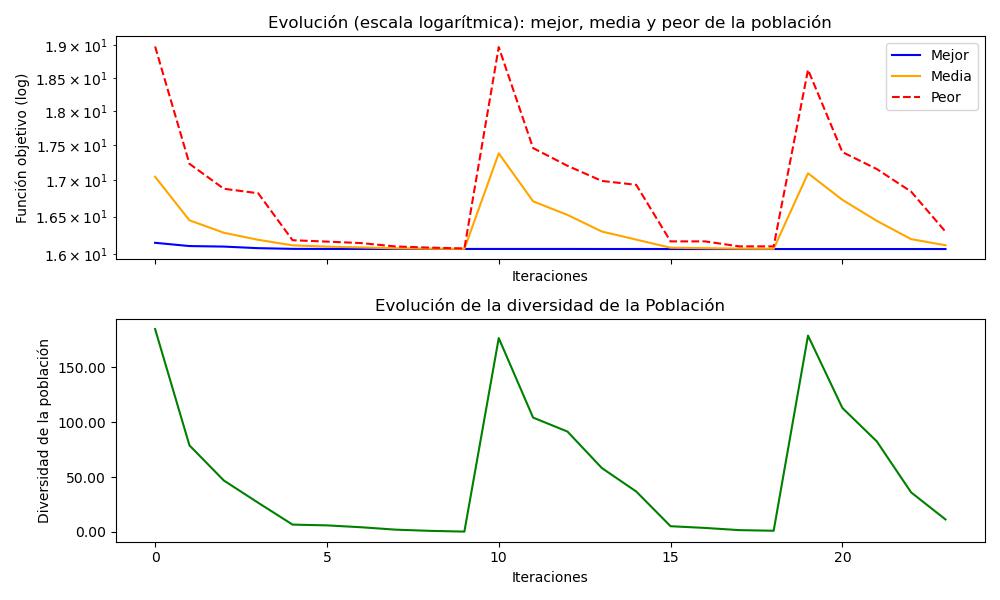 Evolución (escala logarítmica): mejor, media y peor de la población
Función objetivo (log)
1.9 × 10¹
1.85 × 10¹
1.8 × 10¹
1.75 × 10¹
1.7 × 10¹
1.65 × 10¹
1.6 × 10¹
Mejor
Media
Peor
Iteraciones
Evolución de la diversidad de la Población
Diversidad de la población
150.00
100.00
50.00
0.00
0 5 10 15 20
Iteraciones